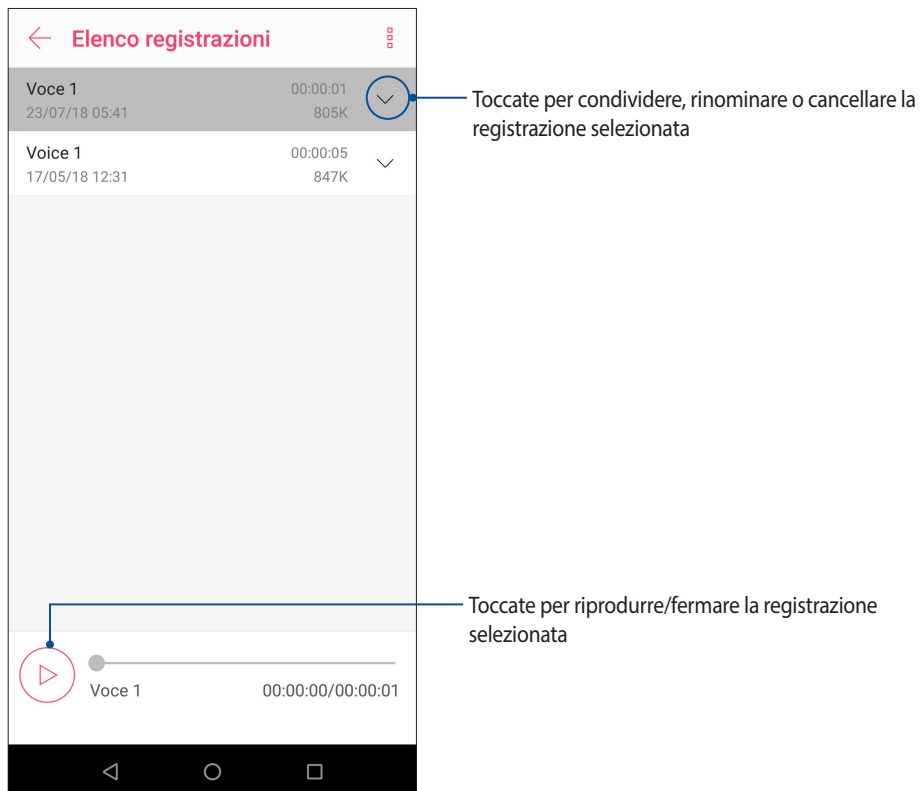 Elenco registrazioni
Voce 1 00:00:01
23/07/18 05:41 805K
Toccate per condividere, rinominare o cancellare la
registrazione selezionata
Voice 1 00:00:05
17/05/18 12:31 847K
Toccate per riprodurre/fermare la registrazione
selezionata
Voce 1 00:00:00/00:00:01